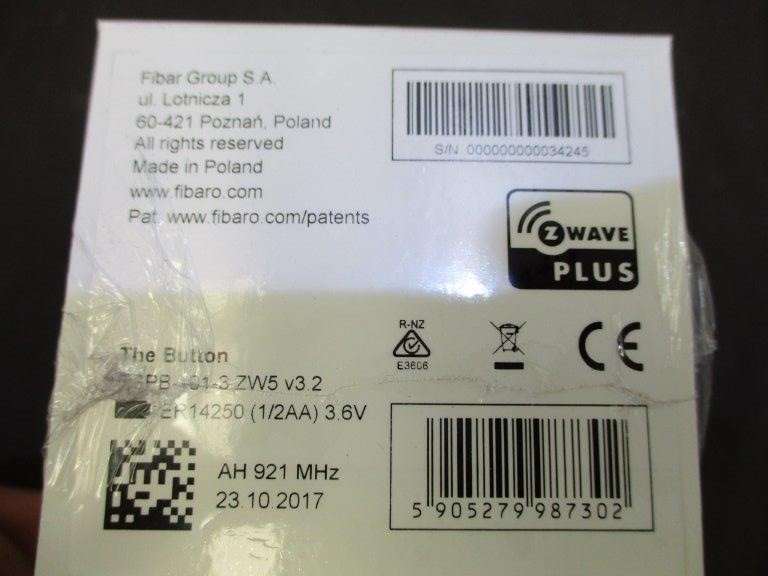 Fibar Group S.A.
ul. Lotnicza 1
60-421 Poznań, Poland
All rights reserved
Made in Poland
www.fibaro.com
Pat. www.fibaro.com/patents
S/N 000000000034245
Z WAVE
PLUS
R-NZ
E3606
CE
The Button
ZW5 v3.2
ER14250 (1/2AA) 3,6V
AH 921 MHz
23.10.2017
5 905279 987302